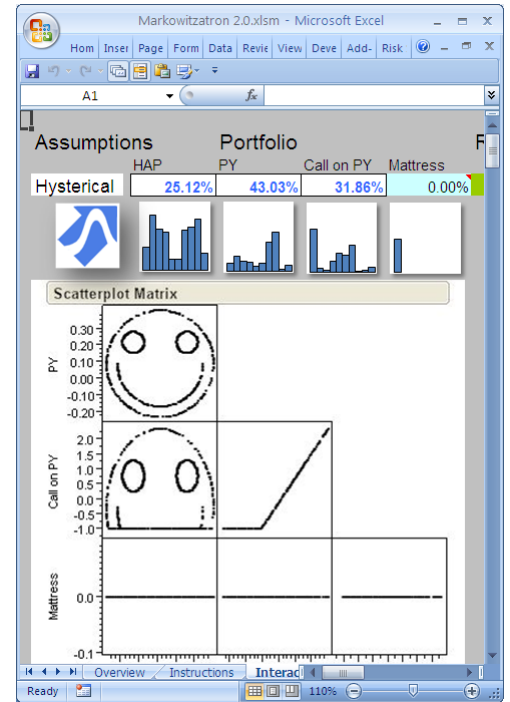 Markowitzatron 2.0.xlsm - Microsoft Excel
Hom Inser Page Form Data Revie View Deve Add- Risk
A1 fx
Assumptions Portfolio R
HAP PY Call on PY Mattress
Hysterical 25.12% 43.03% 31.86% 0.00%
Scatterplot Matrix
PY
0.30
0.20
0.10
0.00
-0.10
-0.20
Call on PY
2.0
1.5
1.0
0.5
0.0
-0.5
-1.0
Mattress
0.0
-0.1
Overview Instructions Interac
Ready 110%